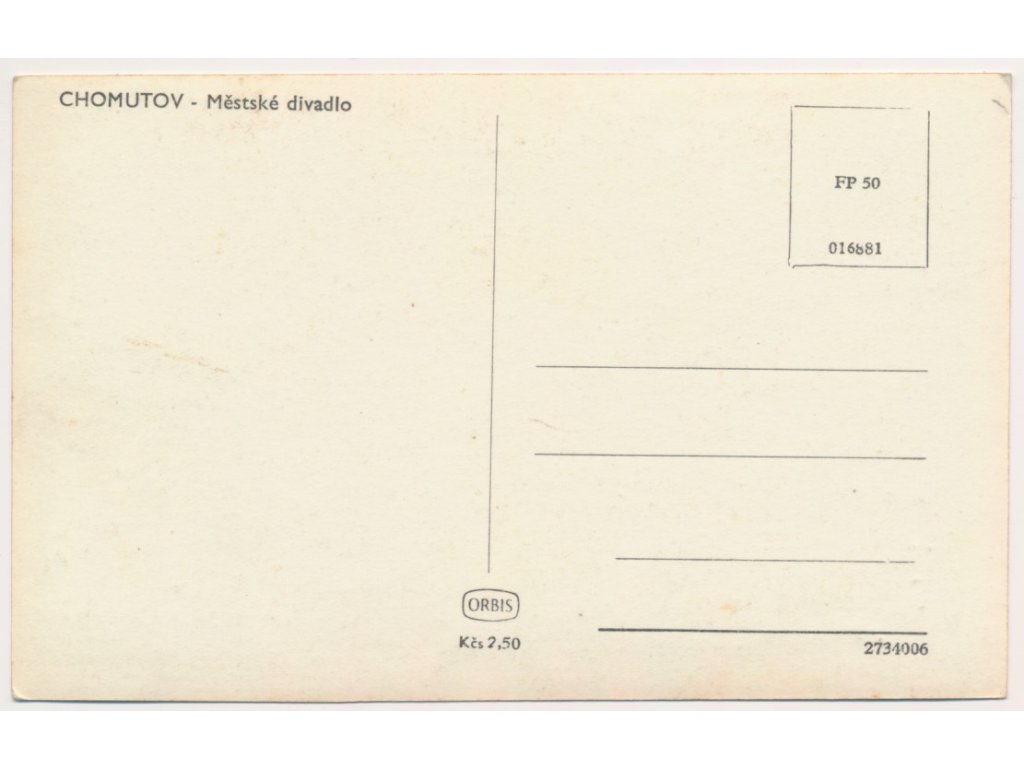 CHOMUTOV - Městské divadlo
FP 50
016881
ORBIS
Kčs 2,50
2734006